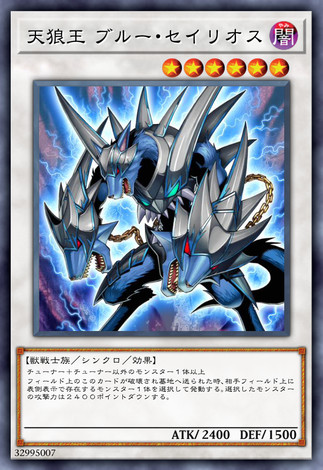 天狼王 ブルー・セイリオス
やみ
闇
【獣戦士族／シンクロ／効果】
チューナー＋チューナー以外のモンスター１体以上
フィールド上のこのカードが破壊され墓地へ送られた時、相手フィールド上に
表側表示で存在するモンスター１体を選択して発動する。選択したモンスター
の攻撃力は２４００ポイントダウンする。
ATK/ 2400 DEF/1500
32995007